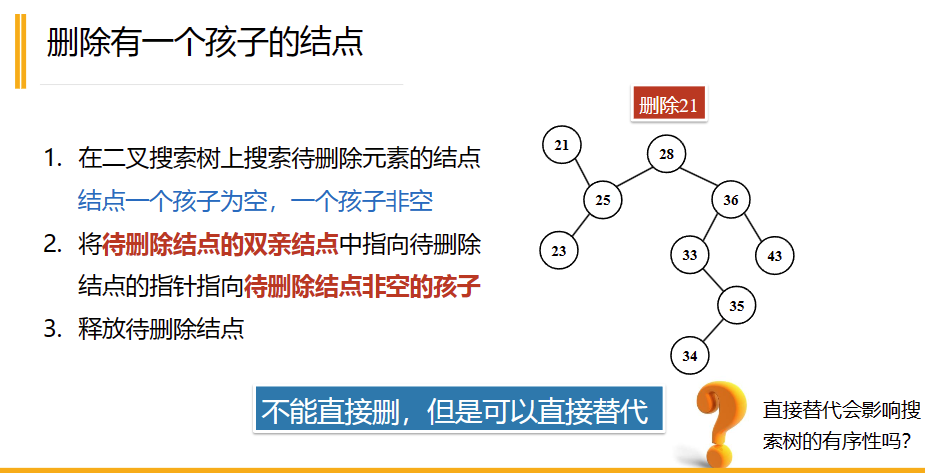 删除有一个孩子的结点
1. 在二叉搜索树上搜索待删除元素的结点
结点一个孩子为空，一个孩子非空
2. 将待删除结点的双亲结点中指向待删除
结点的指针指向待删除结点非空的孩子
3. 释放待删除结点
删除21
21
28
25
36
23
33
43
35
34
不能直接删，但是可以直接替代
直接替代会影响搜
索树的有序性吗？